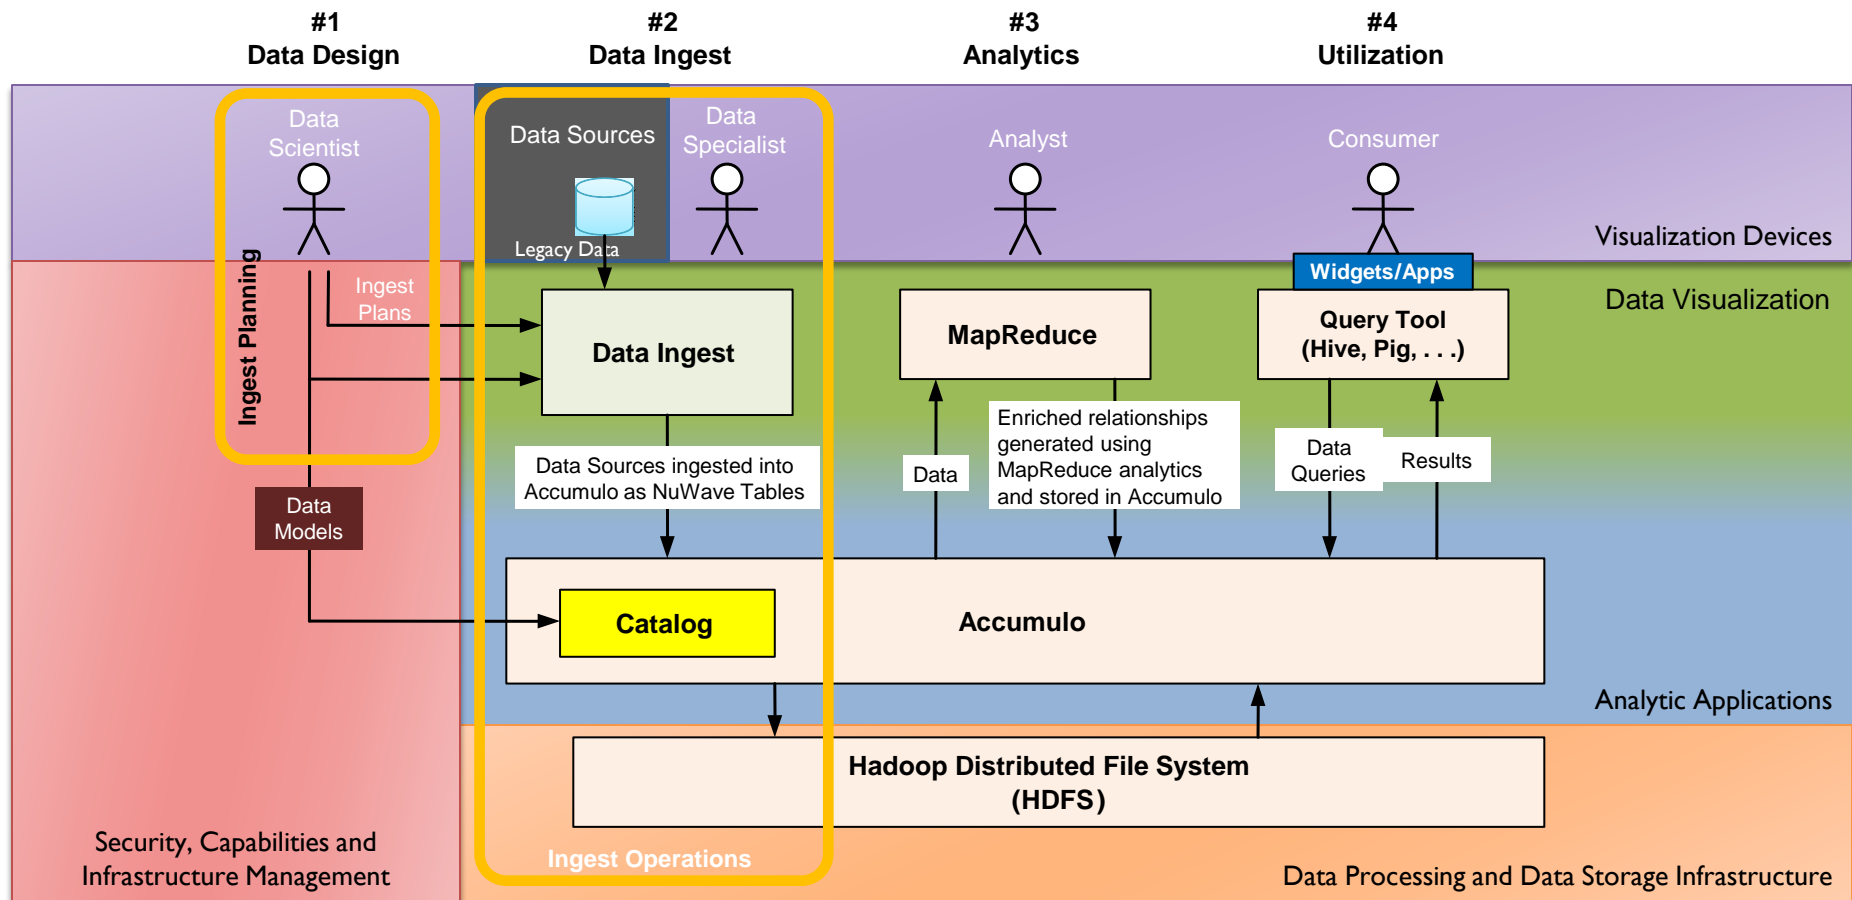 #1
Data Design
#2
Data Ingest
#3
Analytics
#4
Utilization
Data
Scientist
Data Sources
Legacy Data
Data
Specialist
Analyst
Consumer
Visualization Devices
Ingest Planning
Ingest
Plans
Data Ingest
MapReduce
Widgets/Apps
Query Tool
(Hive, Pig, . . .)
Data Visualization
Data Sources ingested into
Accumulo as NuWave Tables
Data
Enriched relationships
generated using
MapReduce analytics
and stored in Accumulo
Data
Queries
Results
Data
Models
Catalog
Accumulo
Analytic Applications
Hadoop Distributed File System
(HDFS)
Security, Capabilities and
Infrastructure Management
Ingest Operations
Data Processing and Data Storage Infrastructure